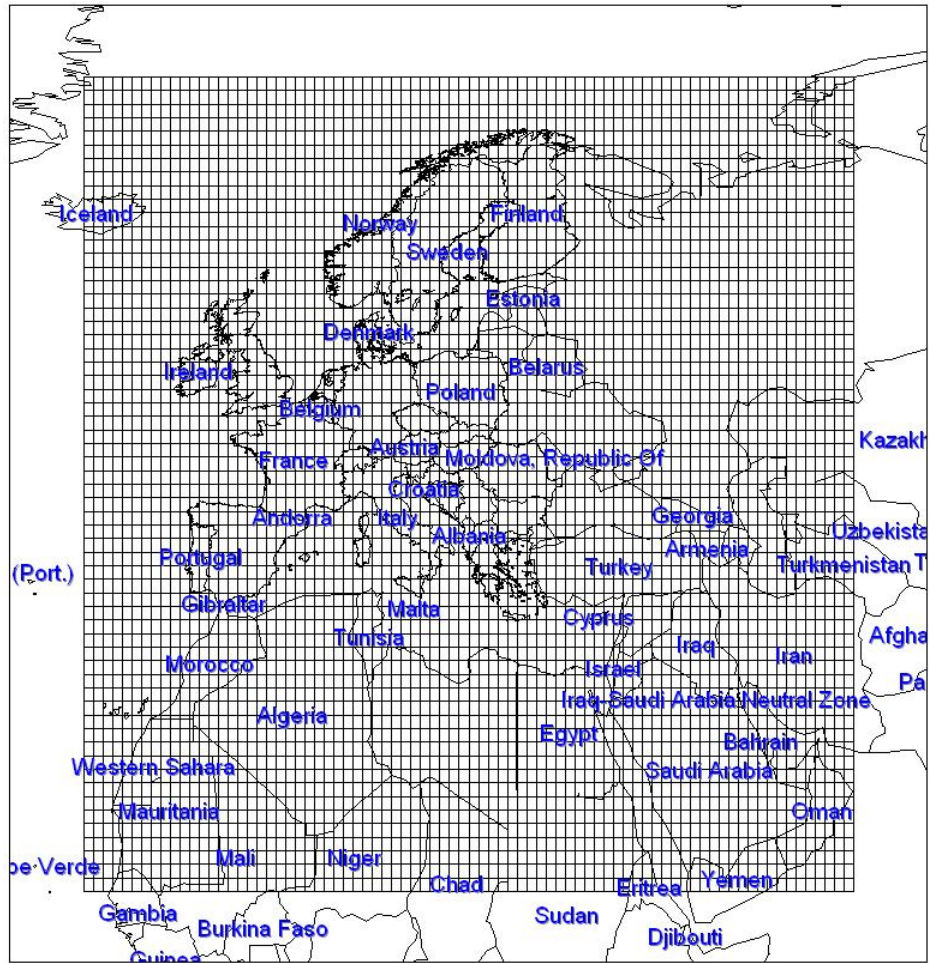 Iceland
Finland
Norway
Sweden
Estonia
Denmark
Ireland
Belarus
Poland
Belgium
Austria
Kazakh
France
Moldova, Republic Of
Croatia
Andorra
Italy
Georgia
Uzbekista
Albania
Armenia
Portugal
Turkey
Turkmenistan
T
(Port.)
Gibraltar
Malta
Cyprus
Tunisia
Afgha
Iraq
Iran
Morocco
Israel
Pa
Iraq-Saudi Arabia Neutral Zone
Algeria
Egypt
Bahrain
Western Sahara
Saudi Arabia
Mauritania
Oman
Mali
Niger
pe Verde
Chad
Eritrea
Yemen
Gambia
Burkina Faso
Sudan
Djibouti
Guinea